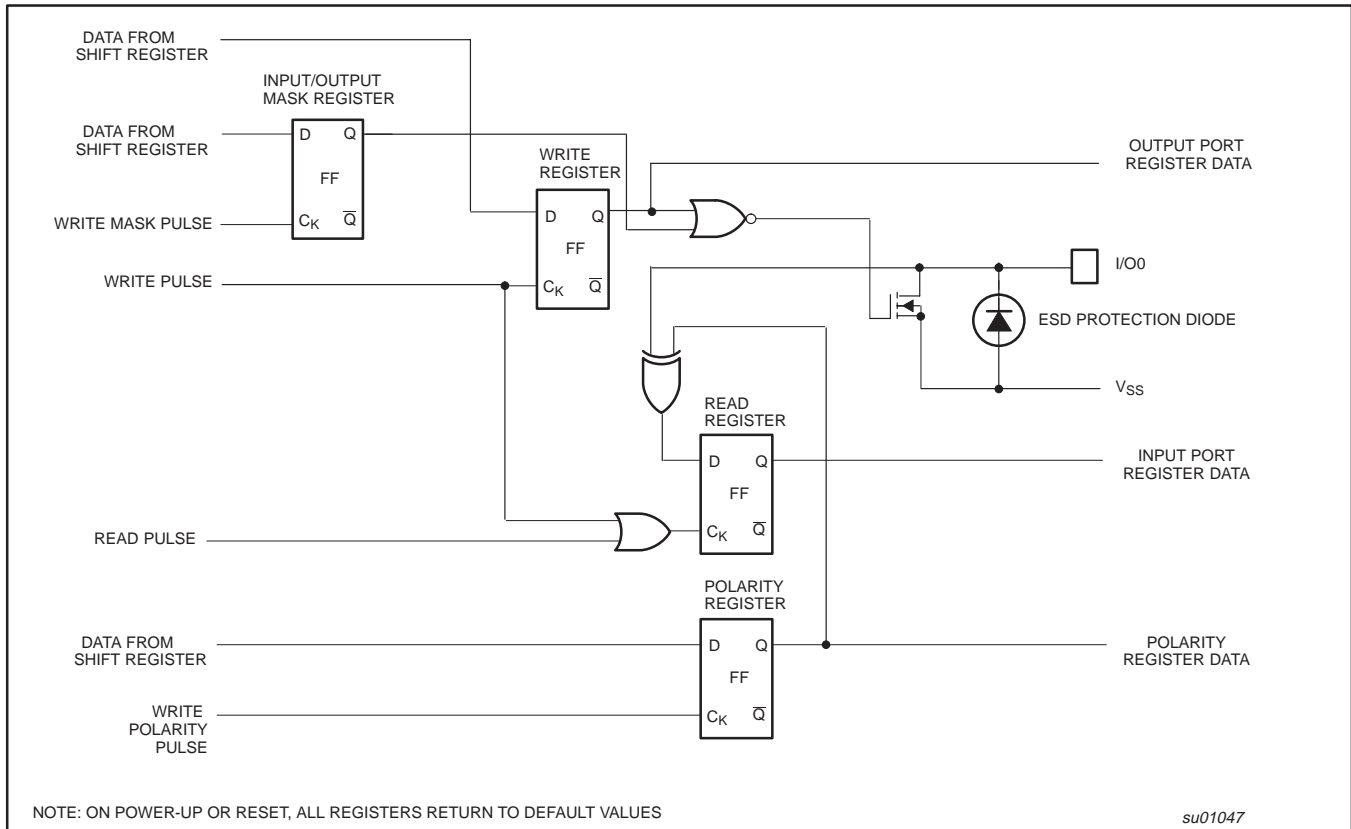 DATA FROM
SHIFT REGISTER
INPUT/OUTPUT
MASK REGISTER
DATA FROM
SHIFT REGISTER
D Q
FF
CK Q̅
WRITE MASK PULSE
WRITE
REGISTER
D Q
FF
CK Q̅
WRITE PULSE
OUTPUT PORT
REGISTER DATA
I/O0
ESD PROTECTION DIODE
VSS
READ
REGISTER
D Q
FF
CK Q̅
INPUT PORT
REGISTER DATA
READ PULSE
POLARITY
REGISTER
DATA FROM
SHIFT REGISTER
D Q
FF
CK Q̅
POLARITY
REGISTER DATA
WRITE
POLARITY
PULSE
NOTE: ON POWER-UP OR RESET, ALL REGISTERS RETURN TO DEFAULT VALUES
su01047